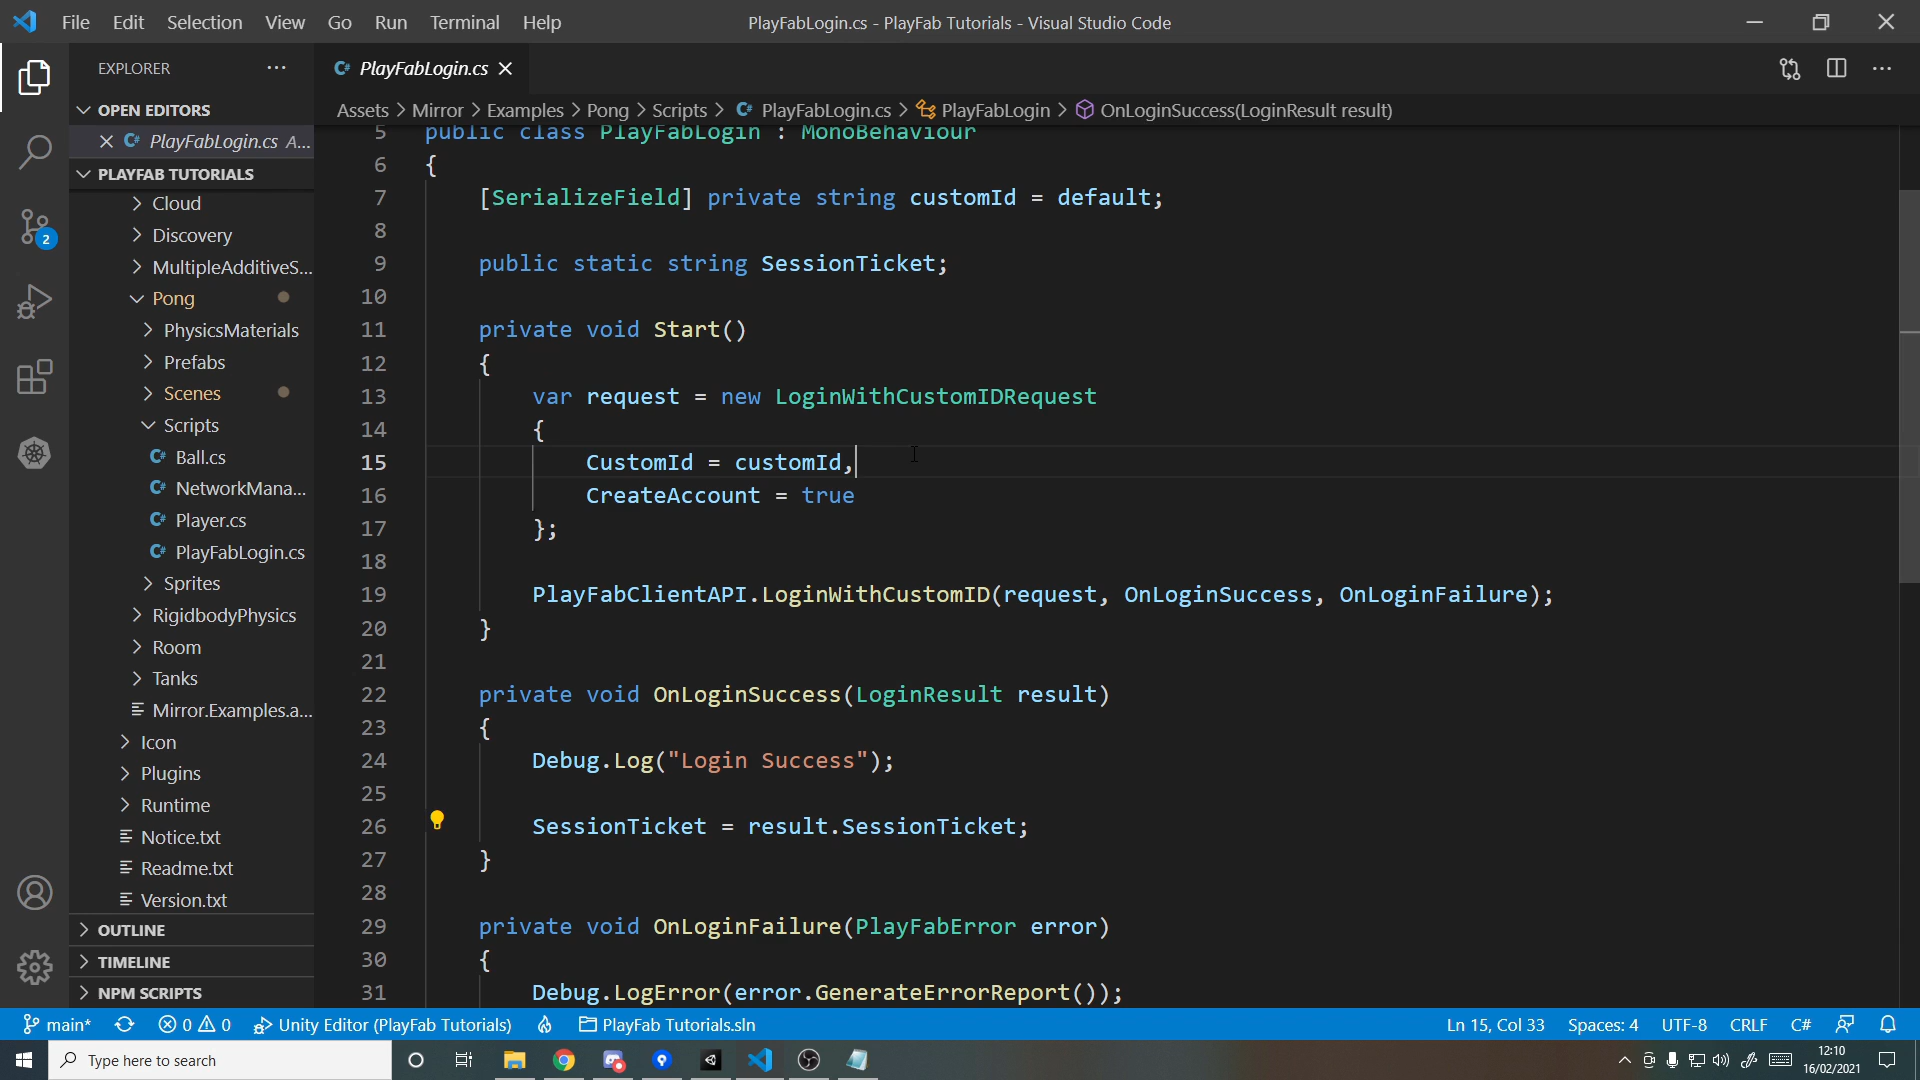 File Edit Selection View Go Run Terminal Help
PlayFabLogin.cs - PlayFab Tutorials - Visual Studio Code
EXPLORER
OPEN EDITORS
PlayFabLogin.cs A...
PLAYFAB TUTORIALS
Cloud
Discovery
MultipleAdditiveS...
Pong
PhysicsMaterials
Prefabs
Scenes
Scripts
Ball.cs
NetworkMana...
Player.cs
PlayFabLogin.cs
Sprites
RigidbodyPhysics
Room
Tanks
Mirror.Examples.a...
Icon
Plugins
Runtime
Notice.txt
Readme.txt
Version.txt
OUTLINE
TIMELINE
NPM SCRIPTS
2
PlayFabLogin.cs
Assets > Mirror > Examples > Pong > Scripts > PlayFabLogin.cs > PlayFabLogin > OnLoginSuccess(LoginResult result)
5 public class PlayFabLogin : MonoBehaviour
6 {
7 [SerializeField] private string customId = default;
8
9 public static string SessionTicket;
10
11 private void Start()
12 {
13 var request = new LoginWithCustomIDRequest
14 {
15 CustomId = customId,
16 CreateAccount = true
17 };
18
19 PlayFabClientAPI.LoginWithCustomID(request, OnLoginSuccess, OnLoginFailure);
20 }
21
22 private void OnLoginSuccess(LoginResult result)
23 {
24 Debug.Log("Login Success");
25
26 SessionTicket = result.SessionTicket;
27 }
28
29 private void OnLoginFailure(PlayFabError error)
30 {
31 Debug.LogError(error.GenerateErrorReport());
main* 0 0 Unity Editor (PlayFab Tutorials) PlayFab Tutorials.sln
Ln 15, Col 33 Spaces: 4 UTF-8 CRLF C#
Type here to search
12:10
16/02/2021